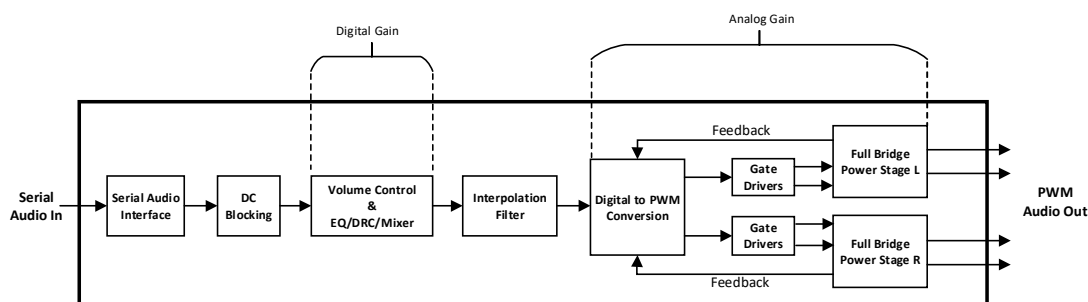 Digital Gain
Analog Gain
Feedback
Serial
Audio In
Serial Audio
Interface
DC
Blocking
Volume Control
&
EQ/DRC/Mixer
Interpolation
Filter
Digital to PWM
Conversion
Gate
Drivers
Full Bridge
Power Stage L
Gate
Drivers
Full Bridge
Power Stage R
Feedback
PWM
Audio Out